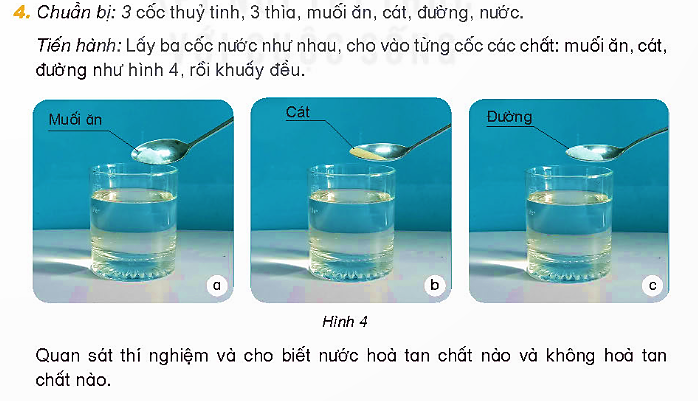 4. Chuẩn bị: 3 cốc thuỷ tinh, 3 thìa, muối ăn, cát, đường, nước.
Tiến hành: Lấy ba cốc nước như nhau, cho vào từng cốc các chất: muối ăn, cát,
đường như hình 4, rồi khuấy đều.
Muối ăn
Cát
Đường
a
b
c
Hình 4
Quan sát thí nghiệm và cho biết nước hoà tan chất nào và không hoà tan
chất nào.